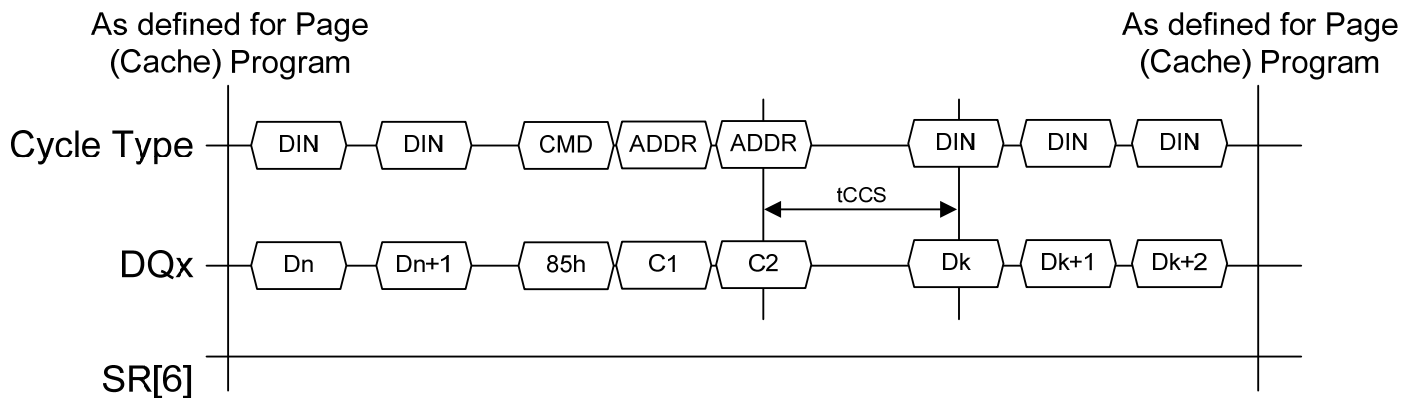 As defined for Page
(Cache) Program
As defined for Page
(Cache) Program
Cycle Type DIN DIN CMD ADDR ADDR DIN DIN DIN
tCCS
DQx Dn Dn+1 85h C1 C2 Dk Dk+1 Dk+2
SR[6]